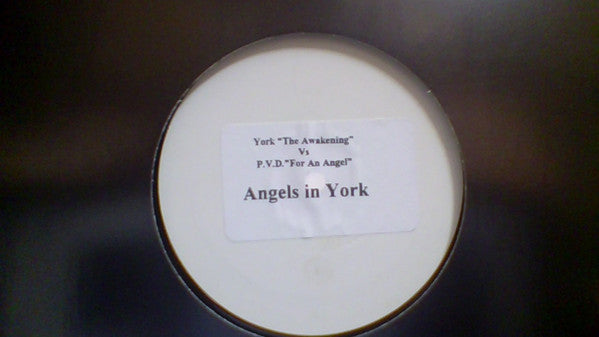 York "The Awakening"
Vs
P.V.D."For An Angel"
Angels in York